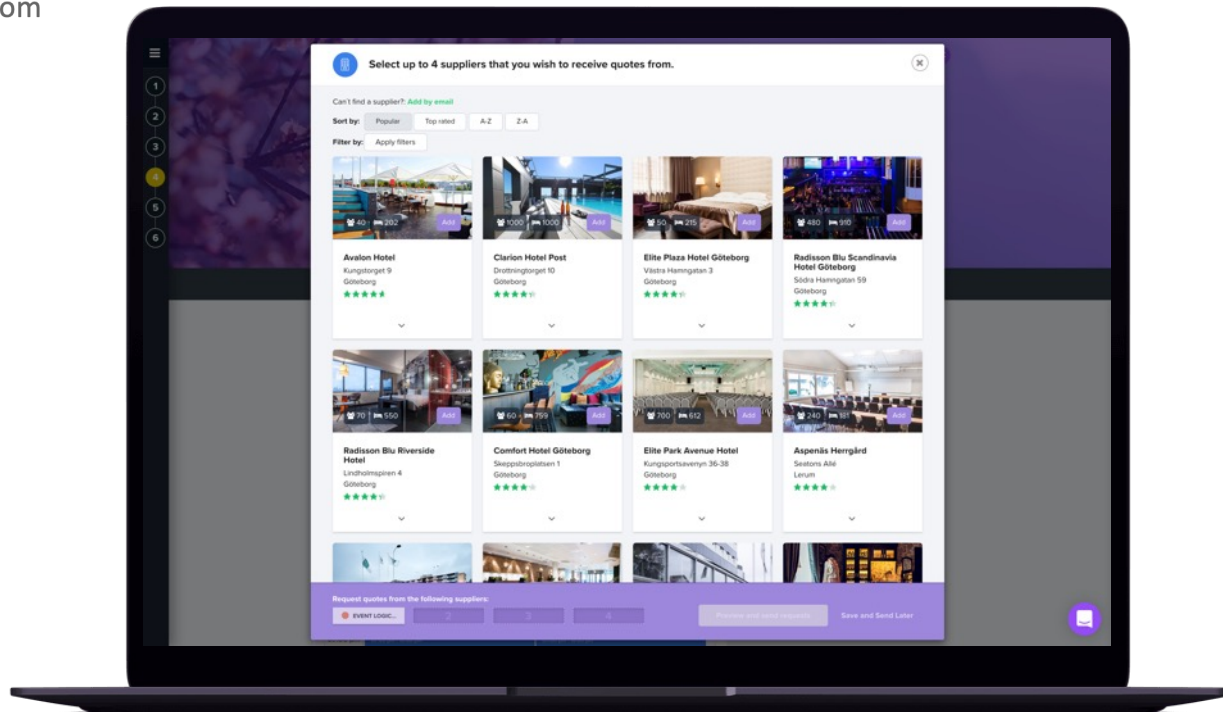 om
Select up to 4 suppliers that you wish to receive quotes from.
1
2
3
4
5
6
Can't find a supplier?: Add by email
Sort by: Popular Top rated A-Z Z-A
Filter by: Apply filters
40 202 Add
1000 1000 Add
50 215 Add
480 910 Add
Avalon Hotel
Kungstorget 9
Göteborg
Clarion Hotel Post
Drottningtorget 10
Göteborg
Elite Plaza Hotel Göteborg
Västra Hamngatan 3
Göteborg
Radisson Blu Scandinavia
Hotel Göteborg
Södra Hamngatan 59
Göteborg
70 550 Add
60 759 Add
700 612 Add
240 181 Add
Radisson Blu Riverside
Hotel
Lindholmspiren 4
Göteborg
Comfort Hotel Göteborg
Skeppsbroplatsen 1
Göteborg
Elite Park Avenue Hotel
Kungsportsavenyn 36-38
Göteborg
Aspenäs Herrgård
Seatons Allé
Lerum
Request quotes from the following suppliers:
EVENT LOGIC... 2 3 4 Preview and send requests Save and Send Later